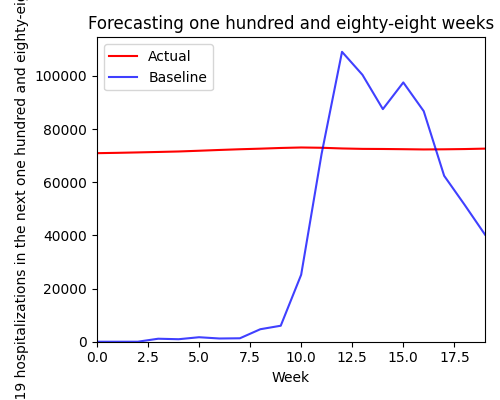 Forecasting one hundred and eighty-eight weeks
19 hospitalizations in the next one hundred and
Actual
Baseline
100000
80000
60000
40000
20000
0
0.0 2.5 5.0 7.5 10.0 12.5 15.0 17.5
Week